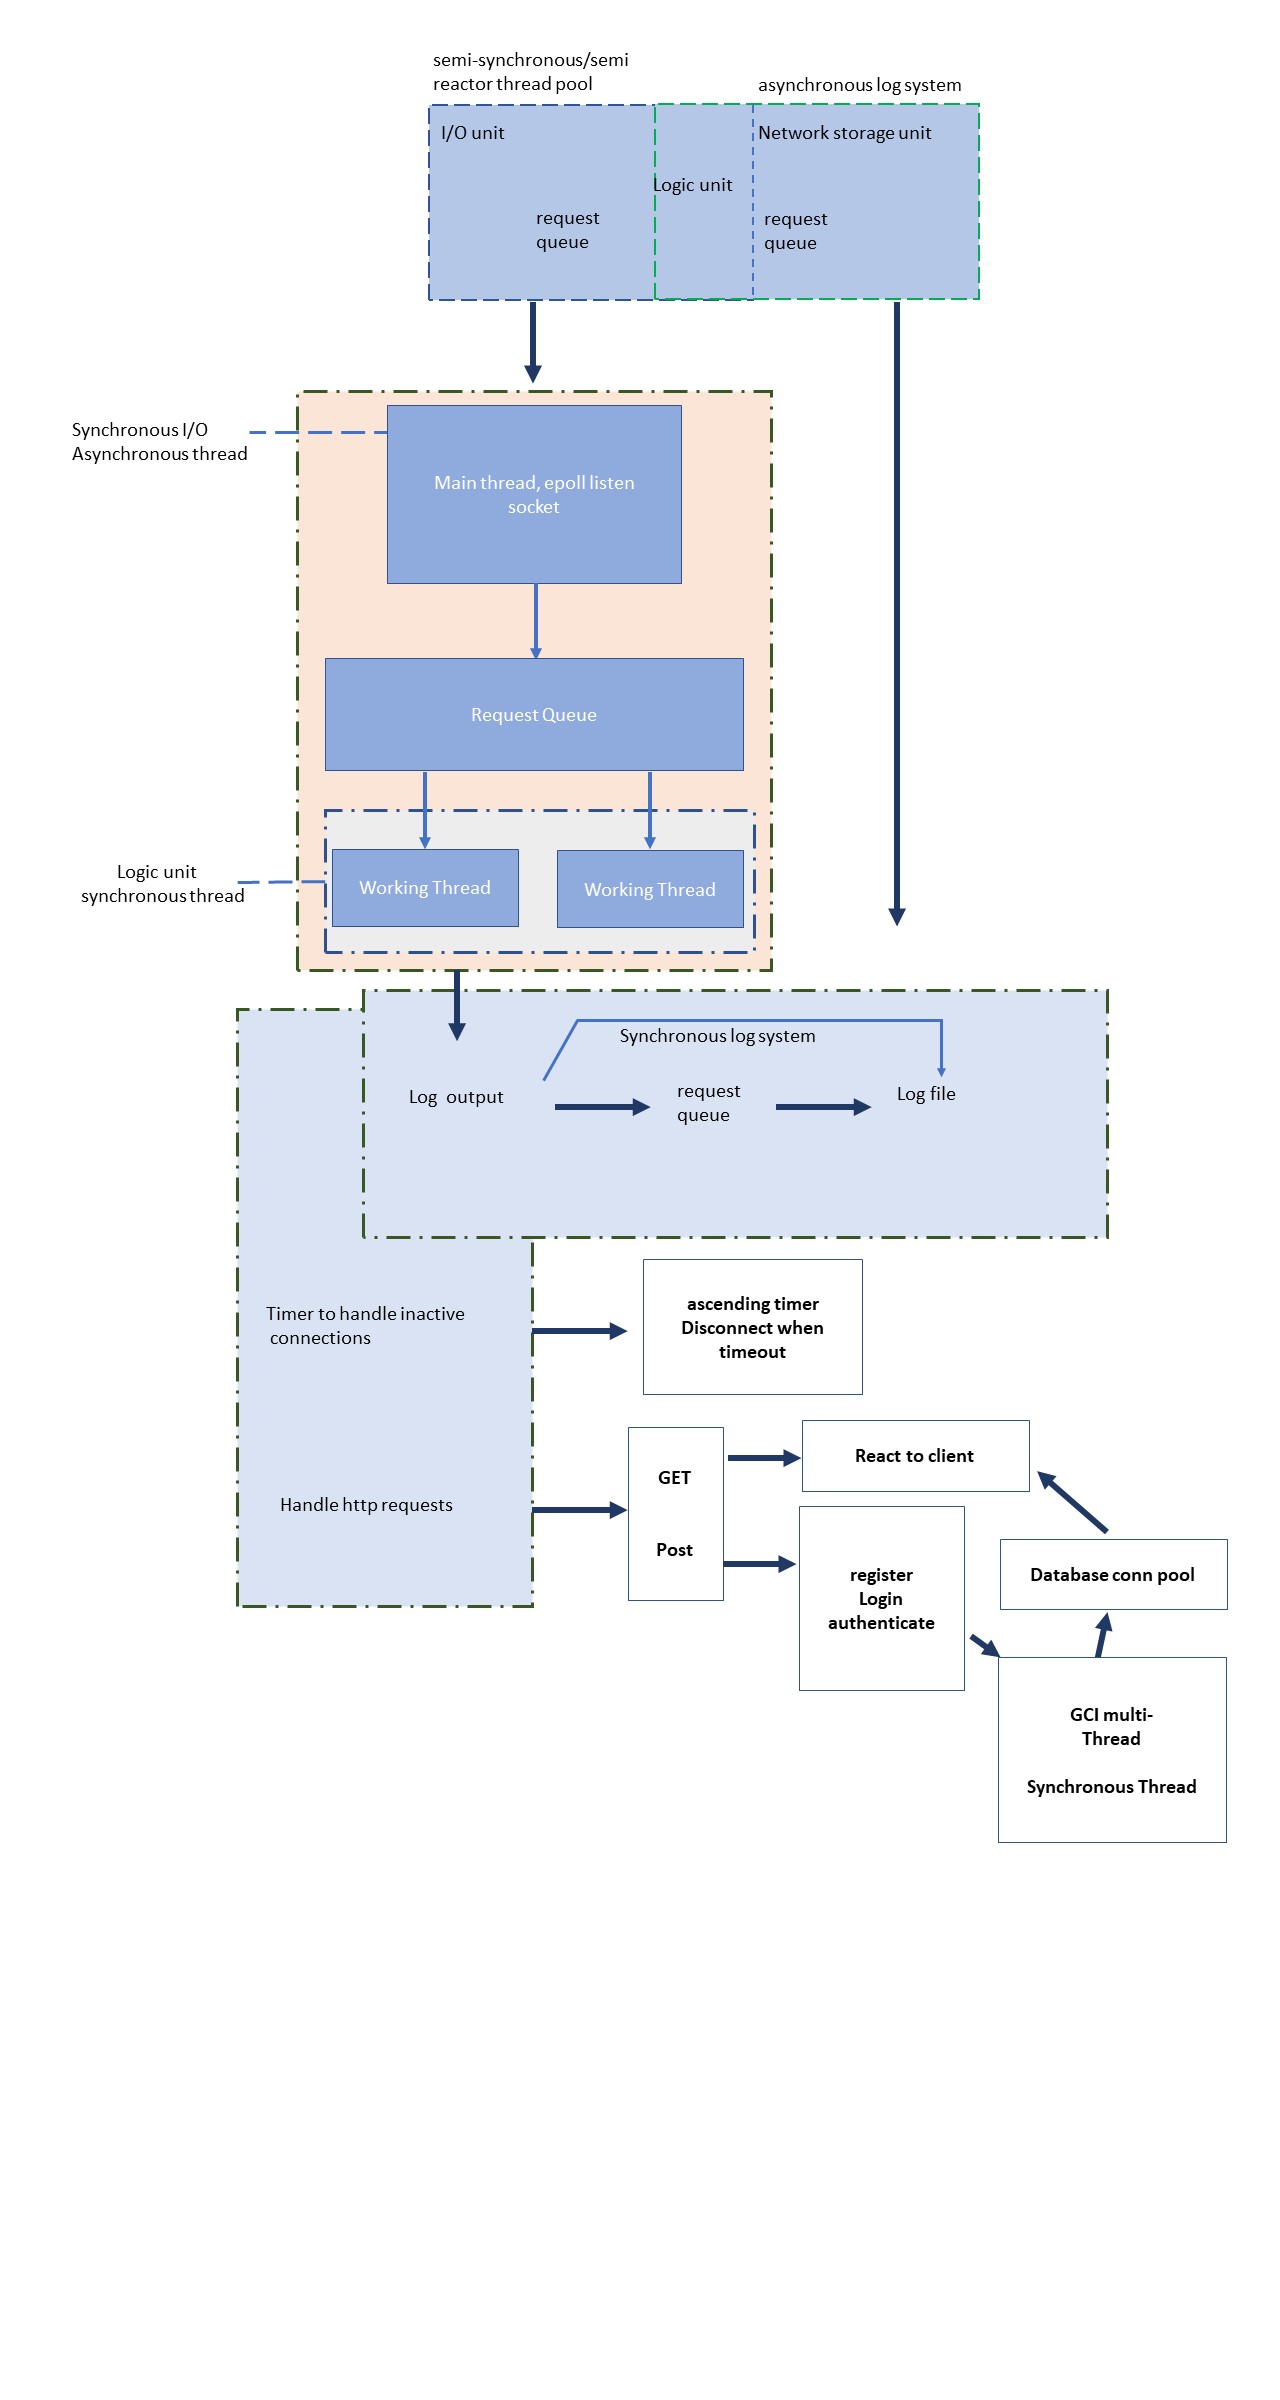 semi-synchronous/semi
reactor thread pool
asynchronous log system
I/O unit
Network storage unit
Logic unit
request
queue
request
queue
Synchronous I/O
Asynchronous thread
Main thread, epoll listen
socket
Request Queue
Logic unit
synchronous thread
Working Thread
Working Thread
Synchronous log system
Log output
request
queue
Log file
Timer to handle inactive
connections
ascending timer
Disconnect when
timeout
Handle http requests
GET
Post
React to client
register
Login
authenticate
Database conn pool
GCI multi-
Thread
Synchronous Thread